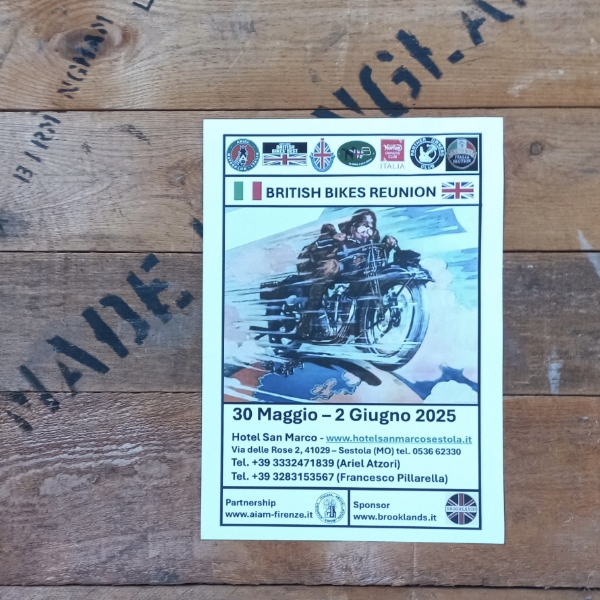 BIRMINGHAM
ENGLAND
MADE
BRITISH BIKES REUNION
30 Maggio – 2 Giugno 2025
Hotel San Marco - www.hotelsanmarcosestola.it
Via delle Rose 2, 41029 – Sestola (MO) tel. 0536 62330
Tel. +39 3332471839 (Ariel Atzori)
Tel. +39 3283153567 (Francesco Pillarella)
Partnership
www.aiam-firenze.it
Sponsor
www.brooklands.it
BROOKLANDS